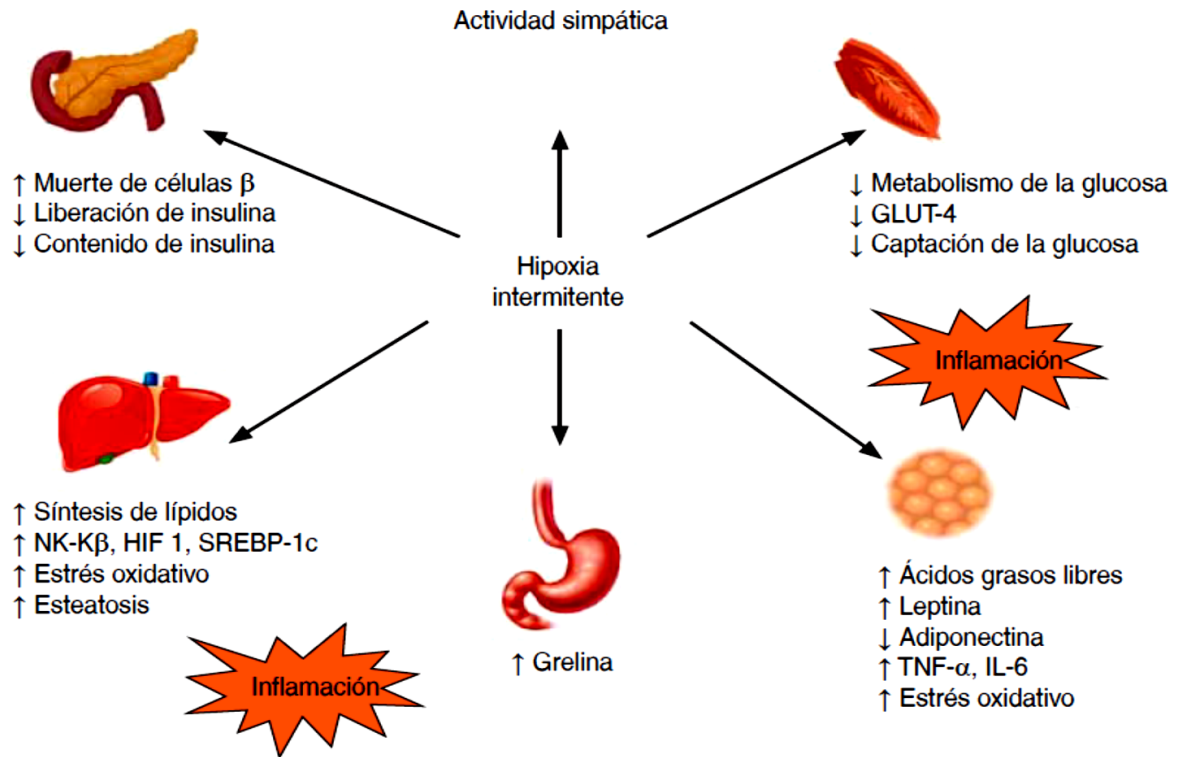 Actividad simpática
↑ Muerte de células β
↓ Liberación de insulina
↓ Contenido de insulina
↓ Metabolismo de la glucosa
↓ GLUT-4
↓ Captación de la glucosa
Hipoxia
intermitente
Inflamación
↑ Síntesis de lípidos
↑ NK-Kβ, HIF 1, SREBP-1c
↑ Estrés oxidativo
↑ Esteatosis
Inflamación
↑ Grelina
↑ Ácidos grasos libres
↑ Leptina
↓ Adiponectina
↑ TNF-α, IL-6
↑ Estrés oxidativo